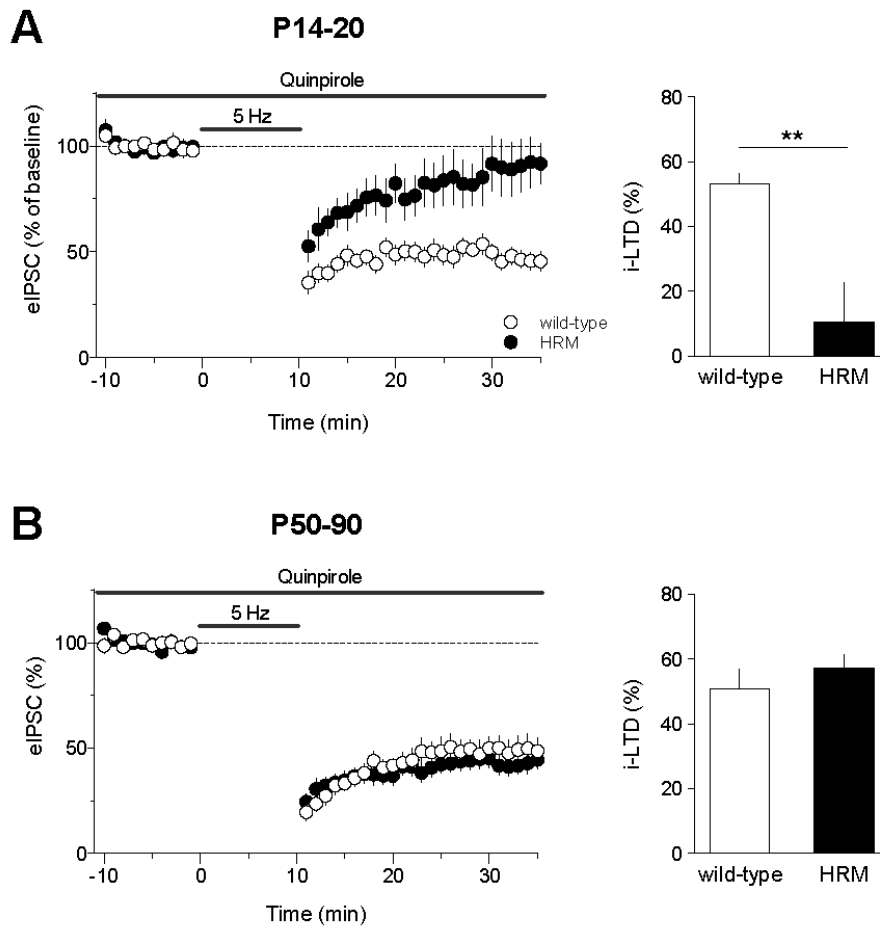 A
P14-20
Quinpirole
5 Hz
eIPSC (% of baseline)
100
50
0
-10
0
10
20
30
Time (min)
wild-type
HRM
i-LTD (%)
80
60
40
20
0
**
wild-type
HRM
B
P50-90
Quinpirole
5 Hz
eIPSC (%)
100
50
0
-10
0
10
20
30
Time (min)
i-LTD (%)
80
60
40
20
0
wild-type
HRM